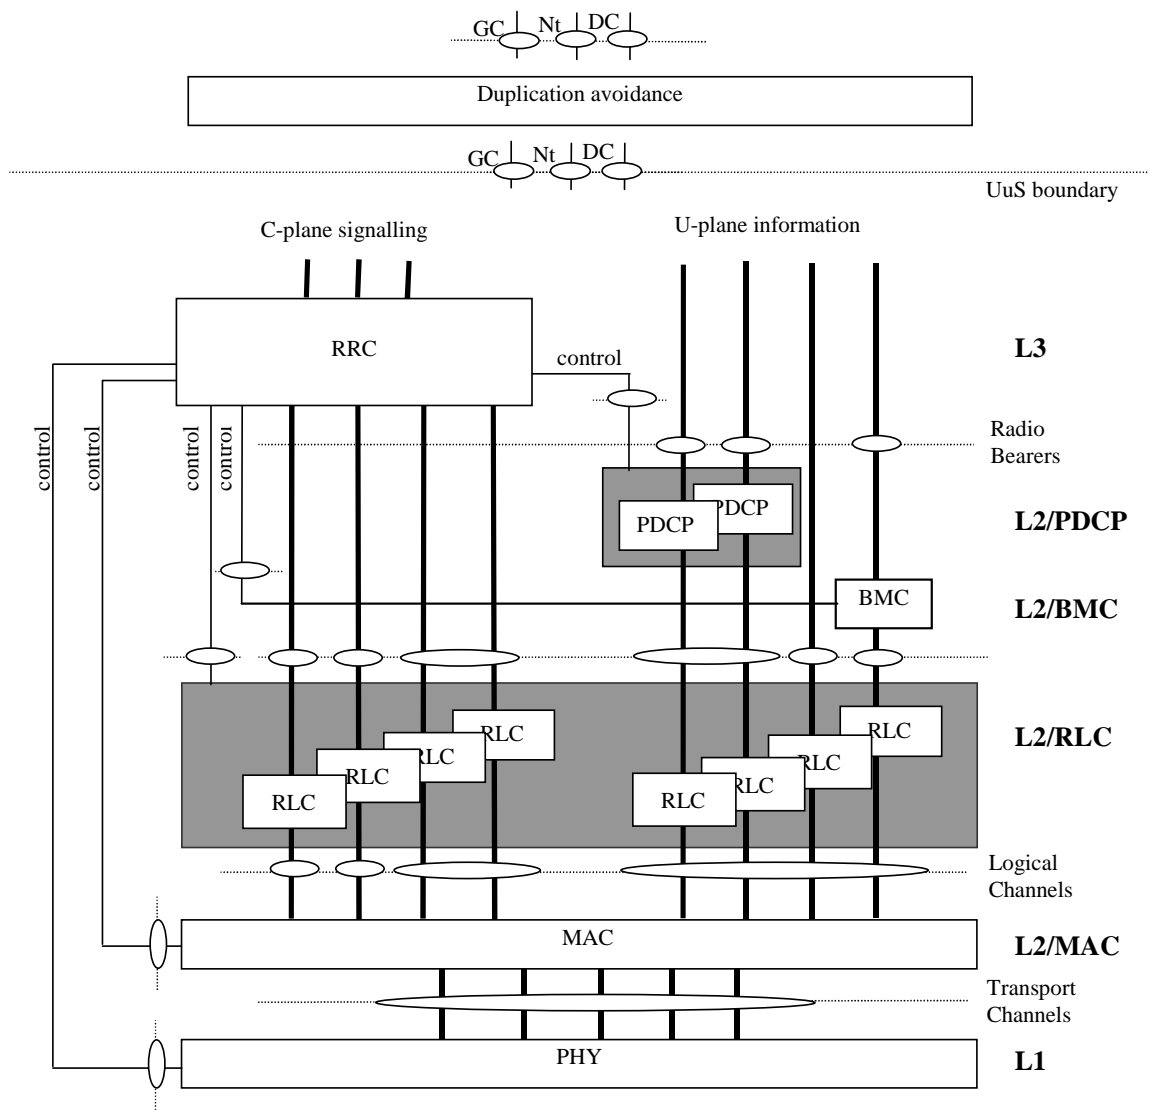 GC Nt DC
Duplication avoidance
GC Nt DC
UuS boundary
C-plane signalling
U-plane information
RRC
control
L3
control
control
control
control
Radio
Bearers
PDCP
PDCP
L2/PDCP
BMC
L2/BMC
RLC
RLC
RLC
RLC
RLC
RLC
RLC
RLC
L2/RLC
Logical
Channels
MAC
L2/MAC
Transport
Channels
PHY
L1